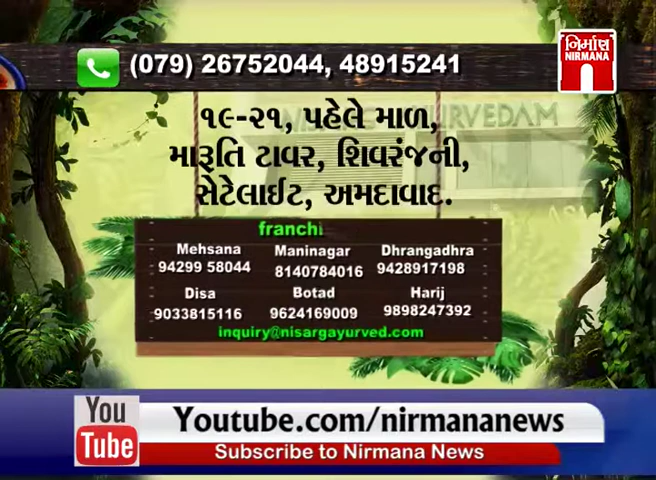 (079) 26752044, 48915241
નિર્માણ
NIRMANA
૧૯-૨૧, પહેલે માળ,
મારૂતિ ટાવર, શિવરંજની,
સેટેલાઈટ, અમદાવાદ.
franchi
Mehsana Maninagar Dhrangadhra
94299 58044 8140784016 9428917198
Disa Botad Harij
9033815116 9624169009 9898247392
inquiry@nisargayurved.com
You
Tube
Youtube.com/nirmananews
Subscribe to Nirmana News